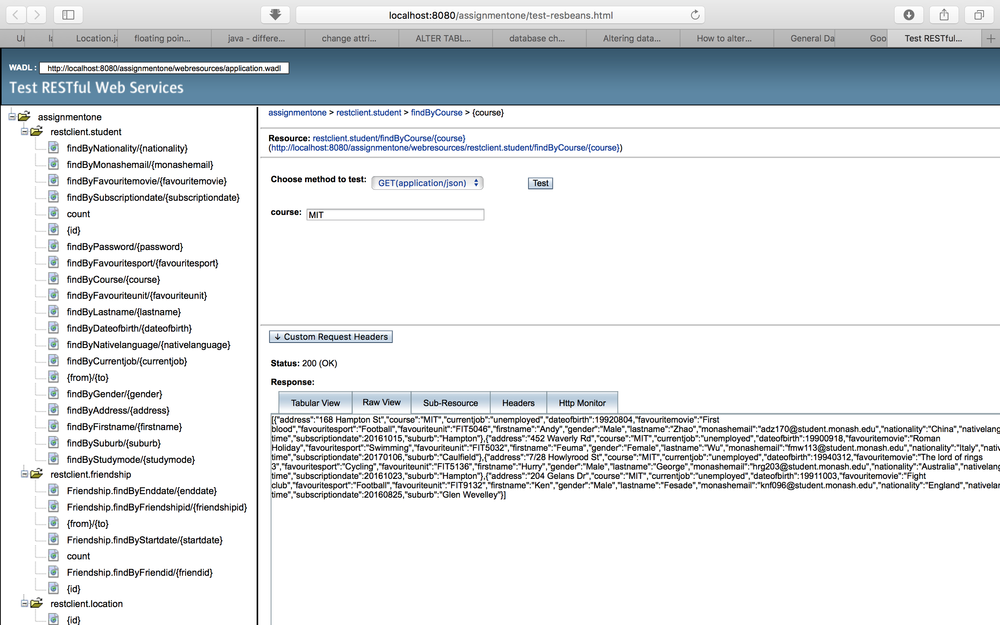 localhost:8080/assignmentone/test-resbeans.html
Location.ja
floating poin...
java - differe...
change attri...
ALTER TABL...
database ch...
Altering data...
How to alter...
General Da
Goo
Test RESTful...
WADL : http://localhost:8080/assignmentone/webresources/application.wadl
Test RESTful Web Services
assignmentone
restclient.student
findByNationality/{nationality}
findByMonashemail/{monashemail}
findByFavouritemovie/{favouritemovie}
findBySubscriptiondate/{subscriptiondate}
count
{id}
findByPassword/{password}
findByFavouritesport/{favouritesport}
findByCourse/{course}
findByFavouriteunit/{favouriteunit}
findByLastname/{lastname}
findByDateofbirth/{dateofbirth}
findByNativelanguage/{nativelanguage}
findByCurrentjob/{currentjob}
{from}/{to}
findByGender/{gender}
findByAddress/{address}
findByFirstname/{firstname}
findBySuburb/{suburb}
findByStudymode/{studymode}
restclient.friendship
Friendship.findByEnddate/{enddate}
Friendship.findByFriendshipid/{friendshipid}
{from}/{to}
Friendship.findByStartdate/{startdate}
count
Friendship.findByFriendid/{friendid}
{id}
restclient.location
{id}
assignmentone > restclient.student > findByCourse > {course}
Resource: restclient.student/findByCourse/{course}
(http://localhost:8080/assignmentone/webresources/restclient.student/findByCourse/{course})
Choose method to test: GET(application/json) Test
course: MIT
↓ Custom Request Headers
Status: 200 (OK)
Response:
Tabular View Raw View Sub-Resource Headers Http Monitor
[{"address":"168 Hampton St","course":"MIT","currentjob":"unemployed","dateofbirth":19920804,"favouritemovie":"First
blood","favouritesport":"Football","favouriteunit":"FIT5046","firstname":"Andy","gender":"Male","lastname":"Zhao","monashemail":"adz170@student.monash.edu","nationality":"China","nativelang
time","subscriptiondate":20161015,"suburb":"Hampton"},{"address":"452 Waverly Rd","course":"MIT","currentjob":"unemployed","dateofbirth":19900918,"favouritemovie":"Roman
Holiday","favouritesport":"Swimming","favouriteunit":"FIT5032","firstname":"Feuma","gender":"Female","lastname":"Wu","monashemail":"fmw113@student.monash.edu","nationality":"Italy","nativ
time","subscriptiondate":20170106,"suburb":"Caulfield"},{"address":"7/28 Howlyrood St","course":"MIT","currentjob":"unemployed","dateofbirth":19940312,"favouritemovie":"The lord of rings
3","favouritesport":"Cycling","favouriteunit":"FIT5136","firstname":"Hurry","gender":"Male","lastname":"George","monashemail":"hrg203@student.monash.edu","nationality":"Australia","nativelang
time","subscriptiondate":20161023,"suburb":"Hampton"},{"address":"204 Gelans Dr","course":"MIT","currentjob":"unemployed","dateofbirth":19911003,"favouritemovie":"Fight
club","favouritesport":"Football","favouriteunit":"FIT9132","firstname":"Ken","gender":"Male","lastname":"Fesade","monashemail":"knf096@student.monash.edu","nationality":"England","nativelan
time","subscriptiondate":20160825,"suburb":"Glen Wevelley"}]